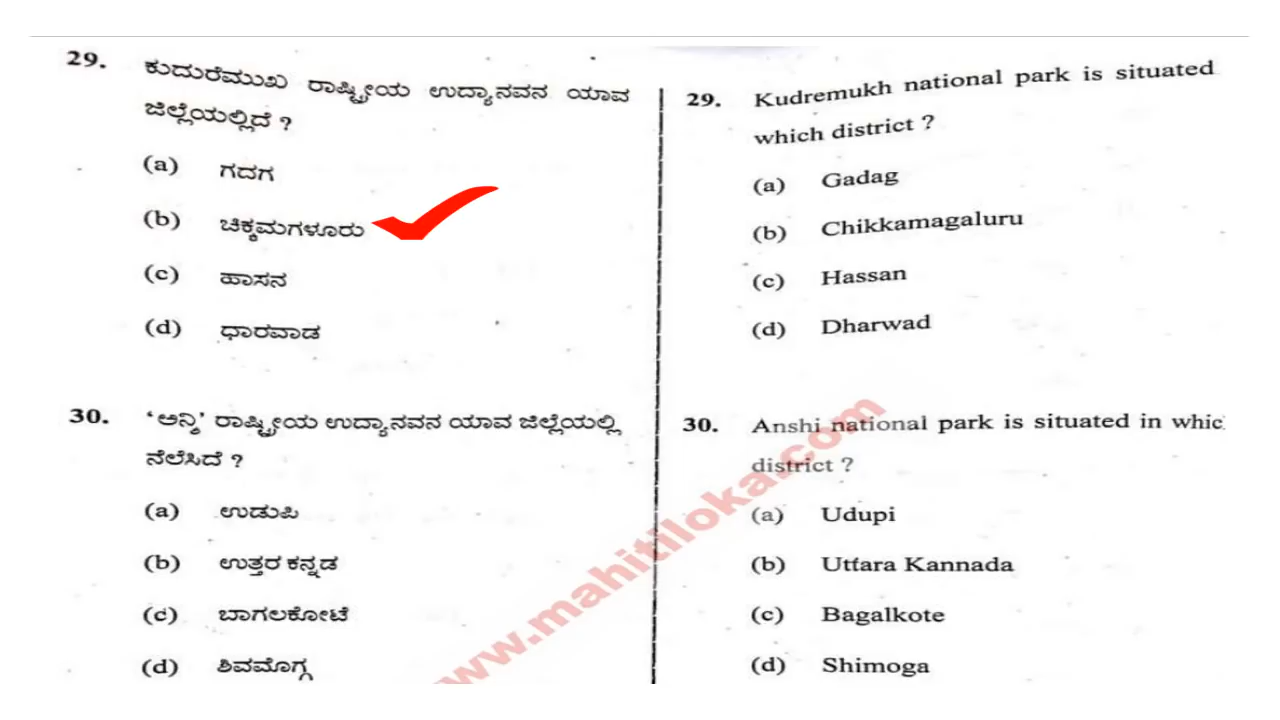 29. ಕುದುರೆಮುಖ ರಾಷ್ಟ್ರೀಯ ಉದ್ಯಾನವನ ಯಾವ
ಜಿಲ್ಲೆಯಲ್ಲಿದೆ ?
(a) ಗದಗ
(b) ಚಿಕ್ಕಮಗಳೂರು
(c) ಹಾಸನ
(d) ಧಾರವಾಡ
30. ‘ಅನ್ಶಿ’ ರಾಷ್ಟ್ರೀಯ ಉದ್ಯಾನವನ ಯಾವ ಜಿಲ್ಲೆಯಲ್ಲಿ
ನೆಲೆಸಿದೆ ?
(a) ಉಡುಪಿ
(b) ಉತ್ತರ ಕನ್ನಡ
(c) ಬಾಗಲಕೋಟೆ
(d) ಶಿವಮೊಗ್ಗ
29. Kudremukh national park is situated
which district ?
(a) Gadag
(b) Chikkamagaluru
(c) Hassan
(d) Dharwad
30. Anshi national park is situated in whic
district ?
(a) Udupi
(b) Uttara Kannada
(c) Bagalkote
(d) Shimoga
www.mahitiloka.com